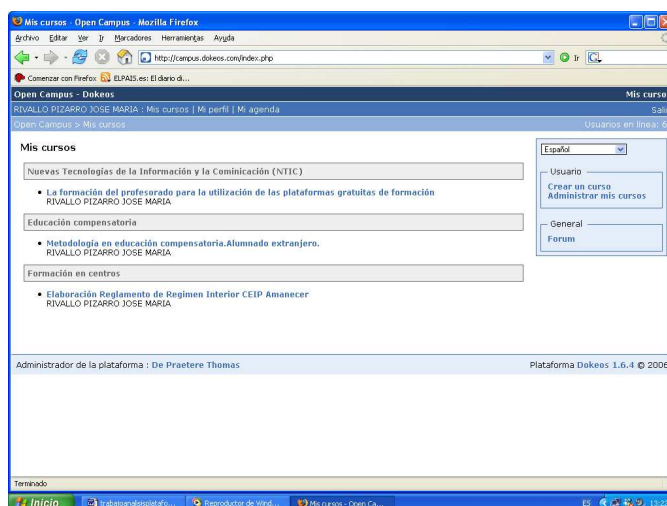 Mis cursos - Open Campus - Mozilla Firefox
Archivo Editar Ver Ir Marcadores Herramientas Ayuda
http://campus.dokeos.com/index.php Ir
Comenzar con Firefox ELPAIS.es: El diario di...
Open Campus - Dokeos Mis curso
RIVALLO PIZARRO JOSE MARIA : Mis cursos | Mi perfil | Mi agenda Sali
Open Campus > Mis cursos Usuarios en línea: 6
Mis cursos
Español
Nuevas Tecnologías de la Información y la Cominicación (NTIC)
Usuario
La formación del profesorado para la utilización de las plataformas gratuitas de formación
RIVALLO PIZARRO JOSE MARIA
Crear un curso
Administrar mis cursos
Educación compensatoria
General
Metodología en educación compensatoria.Alumnado extranjero.
RIVALLO PIZARRO JOSE MARIA
Forum
Formación en centros
Elaboración Reglamento de Regimen Interior CEIP Amanecer
RIVALLO PIZARRO JOSE MARIA
Administrador de la plataforma : De Praetere Thomas Plataforma Dokeos 1.6.4 © 2006
Terminado
Inicio trabajoanalisisplatafo... Reproductor de Wind... Mis cursos - Open Ca... ES 13:22